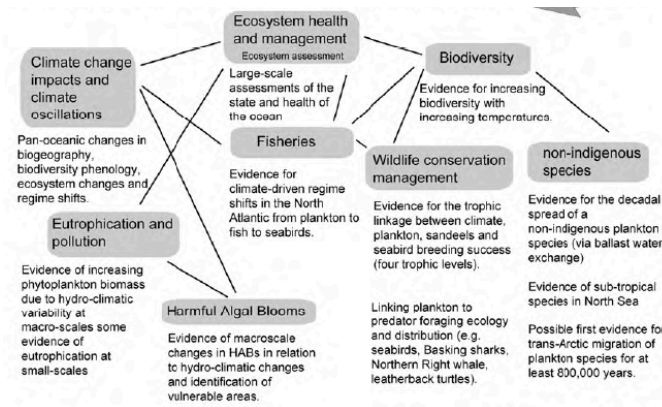 Ecosystem health
and management
Ecosystem assessment
Large-scale
assessments of the
state and health of
the ocean
Climate change
impacts and
climate
oscillations
Pan-oceanic changes in
biogeography,
biodiversity phenology,
ecosystem changes and
regime shifts.
Biodiversity
Evidence for increasing
biodiversity with
increasing temperatures.
Fisheries
Evidence for
climate-driven regime
shifts in the North
Atlantic from plankton to
fish to seabirds.
Wildlife conservation
management
Evidence for the trophic
linkage between climate,
plankton, sandeels and
seabird breeding success
(four trophic levels).
Linking plankton to
predator foraging ecology
and distribution (e.g.
seabirds, Basking sharks,
Northern Right whale,
leatherback turtles).
non-indigenous
species
Evidence for the decadal
spread of a
non-indigenous plankton
species (via ballast water
exchange)
Evidence of sub-tropical
species in North Sea
Possible first evidence for
trans-Arctic migration of
plankton species for at
least 800,000 years.
Eutrophication and
pollution
Evidence of increasing
phytoplankton biomass
due to hydro-climatic
variability at
macro-scales some
evidence of
eutrophication at
small-scales
Harmful Algal Blooms
Evidence of macroscale
changes in HABs in relation
to hydro-climatic changes
and identification of
vulnerable areas.